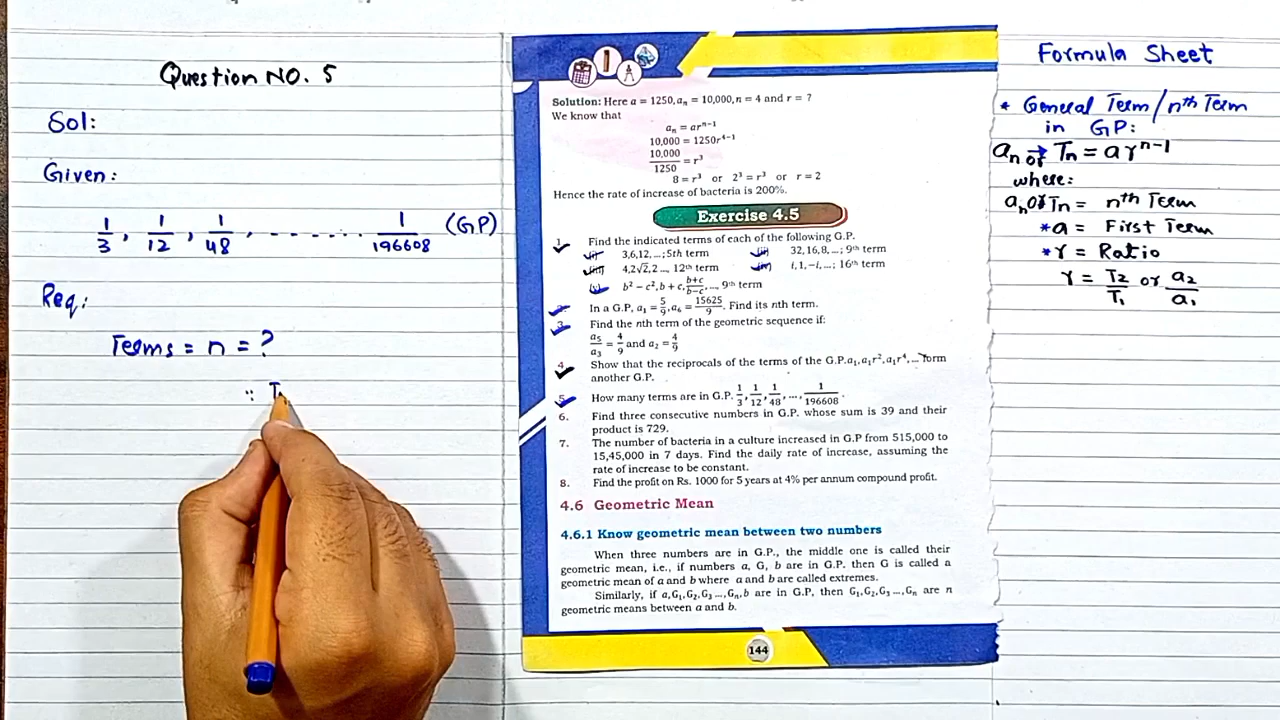 Question NO. 5
Sol:
Given:
1/3, 1/12, 1/48, ......... 1/196608 (GP)
Req:
Terms = n = ?
∵ T
Solution: Here a = 1250, aₙ = 10,000, n = 4 and r = ?
We know that
aₙ = arⁿ⁻¹
10,000 = 1250r⁴⁻¹
10,000/1250 = r³
8 = r³ or 2³ = r³ or r = 2
Hence the rate of increase of bacteria is 200%.
Exercise 4.5
1. Find the indicated terms of each of the following G.P.
(i) 3,6,12, ...; 5th term (ii) 32, 16, 8, ...; 9th term
(iii) 4,2√2, 2 ..., 12th term (iv) i, 1, −i, ...; 16th term
(v) b² − c², b + c, (b+c)/(b−c), ..., 9th term
2. In a G.P, a₁ = 5/9, a₆ = 15625/9. Find its nth term.
3. Find the nth term of the geometric sequence if:
a₅/a₃ = 4/9 and a₂ = 4/9
4. Show that the reciprocals of the terms of the G.P. a₁, a₁r², a₁r⁴, ... form
another G.P.
5. How many terms are in G.P. 1/3, 1/12, 1/48, ..., 1/196608.
6. Find three consecutive numbers in G.P. whose sum is 39 and their
product is 729.
7. The number of bacteria in a culture increased in G.P from 515,000 to
15,45,000 in 7 days. Find the daily rate of increase, assuming the
rate of increase to be constant.
8. Find the profit on Rs. 1000 for 5 years at 4% per annum compound profit.
4.6 Geometric Mean
4.6.1 Know geometric mean between two numbers
When three numbers are in G.P., the middle one is called their
geometric mean, i.e., if numbers a, G, b are in G.P. then G is called a
geometric mean of a and b where a and b are called extremes.
Similarly, if a, G₁, G₂, G₃ ..., Gₙ, b are in G.P, then G₁, G₂, G₃ ..., Gₙ are n
geometric means between a and b.
144
Formula Sheet
* General Term/nth Term
in GP:
aₙ or → Tₙ = arⁿ⁻¹
where:
aₙ or Tₙ = nth Term
*a = First Term
*r = Ratio
r = T₂/T₁ or a₂/a₁